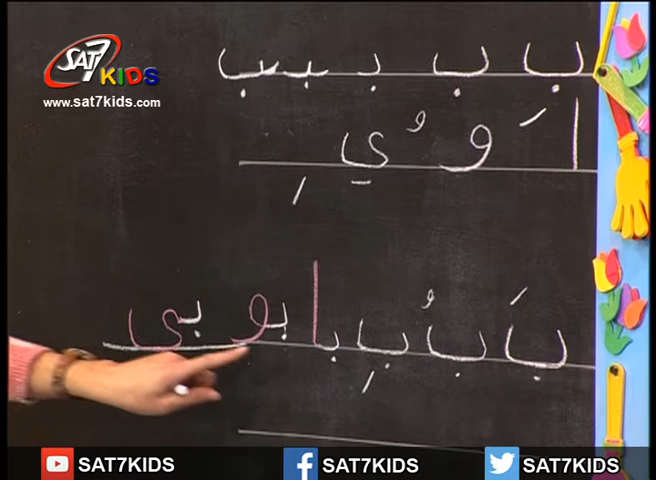 SAT7 KIDS
www.sat7kids.com
ب ب ب ببب
ا َ و ُ ي ِ
بَ بُ بِ با بو بي
SAT7KIDS SAT7KIDS SAT7KIDS